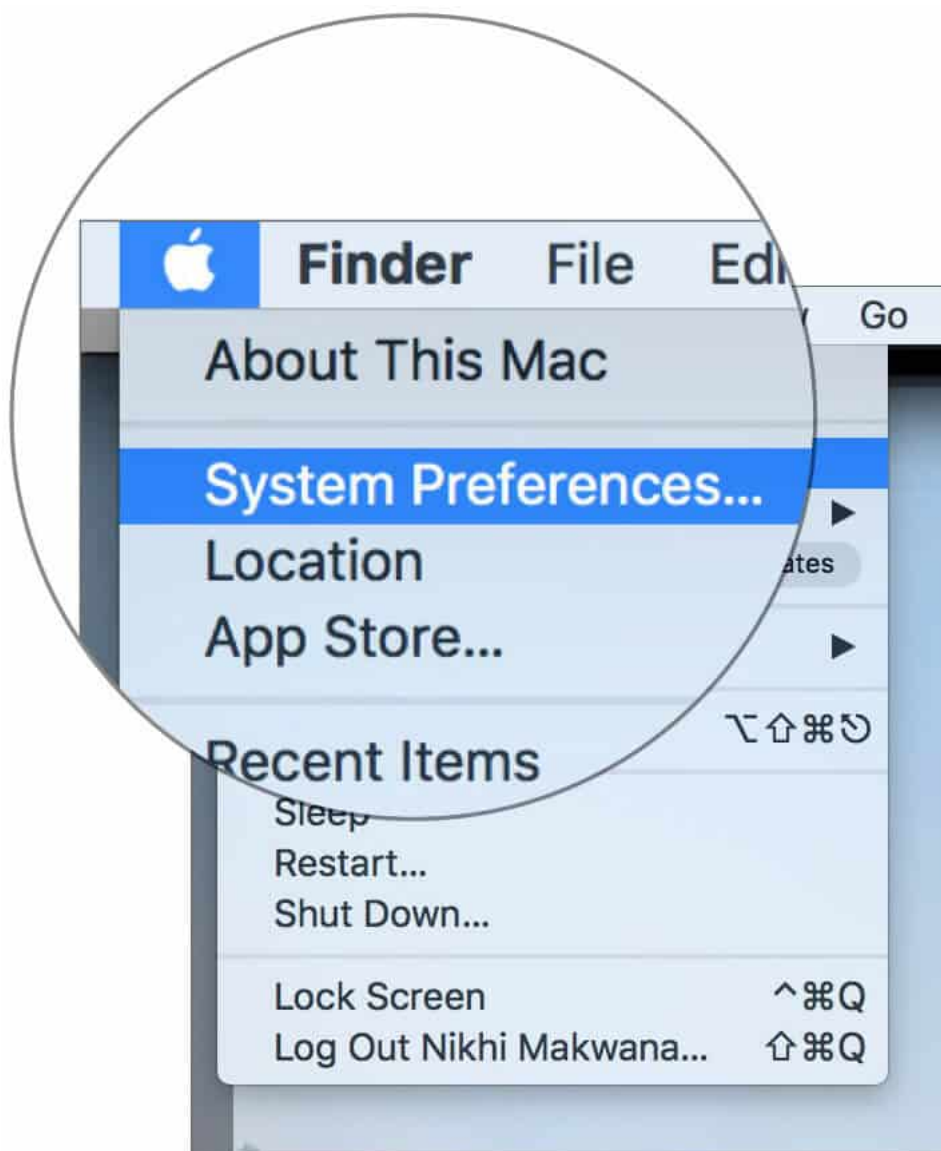 Finder File Edi
Go
About This Mac
System Preferences...
Location
ates
App Store...
Recent Items
⌥⇧⌘⎋
Sleep
Restart...
Shut Down...
Lock Screen ^⌘Q
Log Out Nikhi Makwana... ⇧⌘Q